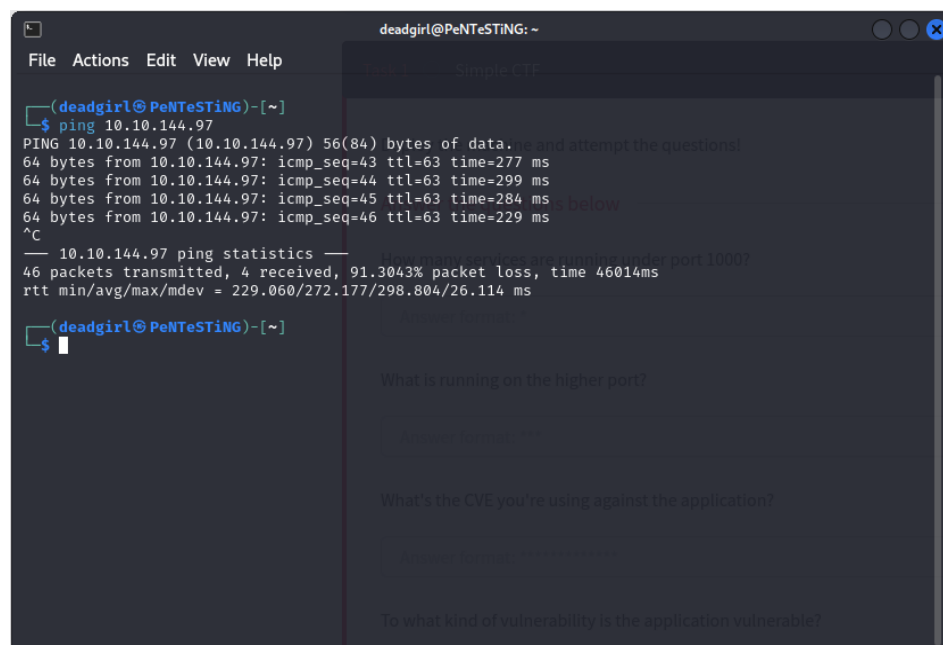 deadgirl@PeNTeSTiNG: ~
File Actions Edit View Help
Simple CTF
┌──(deadgirl㉿PeNTeSTiNG)-[~]
└─$ ping 10.10.144.97
PING 10.10.144.97 (10.10.144.97) 56(84) bytes of data.
64 bytes from 10.10.144.97: icmp_seq=43 ttl=63 time=277 ms
64 bytes from 10.10.144.97: icmp_seq=44 ttl=63 time=299 ms
64 bytes from 10.10.144.97: icmp_seq=45 ttl=63 time=284 ms
64 bytes from 10.10.144.97: icmp_seq=46 ttl=63 time=229 ms
^C
── 10.10.144.97 ping statistics ──
46 packets transmitted, 4 received, 91.3043% packet loss, time 46014ms
rtt min/avg/max/mdev = 229.060/272.177/298.804/26.114 ms
┌──(deadgirl㉿PeNTeSTiNG)-[~]
└─$
and attempt the questions!
below
How many services are running under port 1000?
What is running on the higher port?
What's the CVE you're using against the application?
To what kind of vulnerability is the application vulnerable?